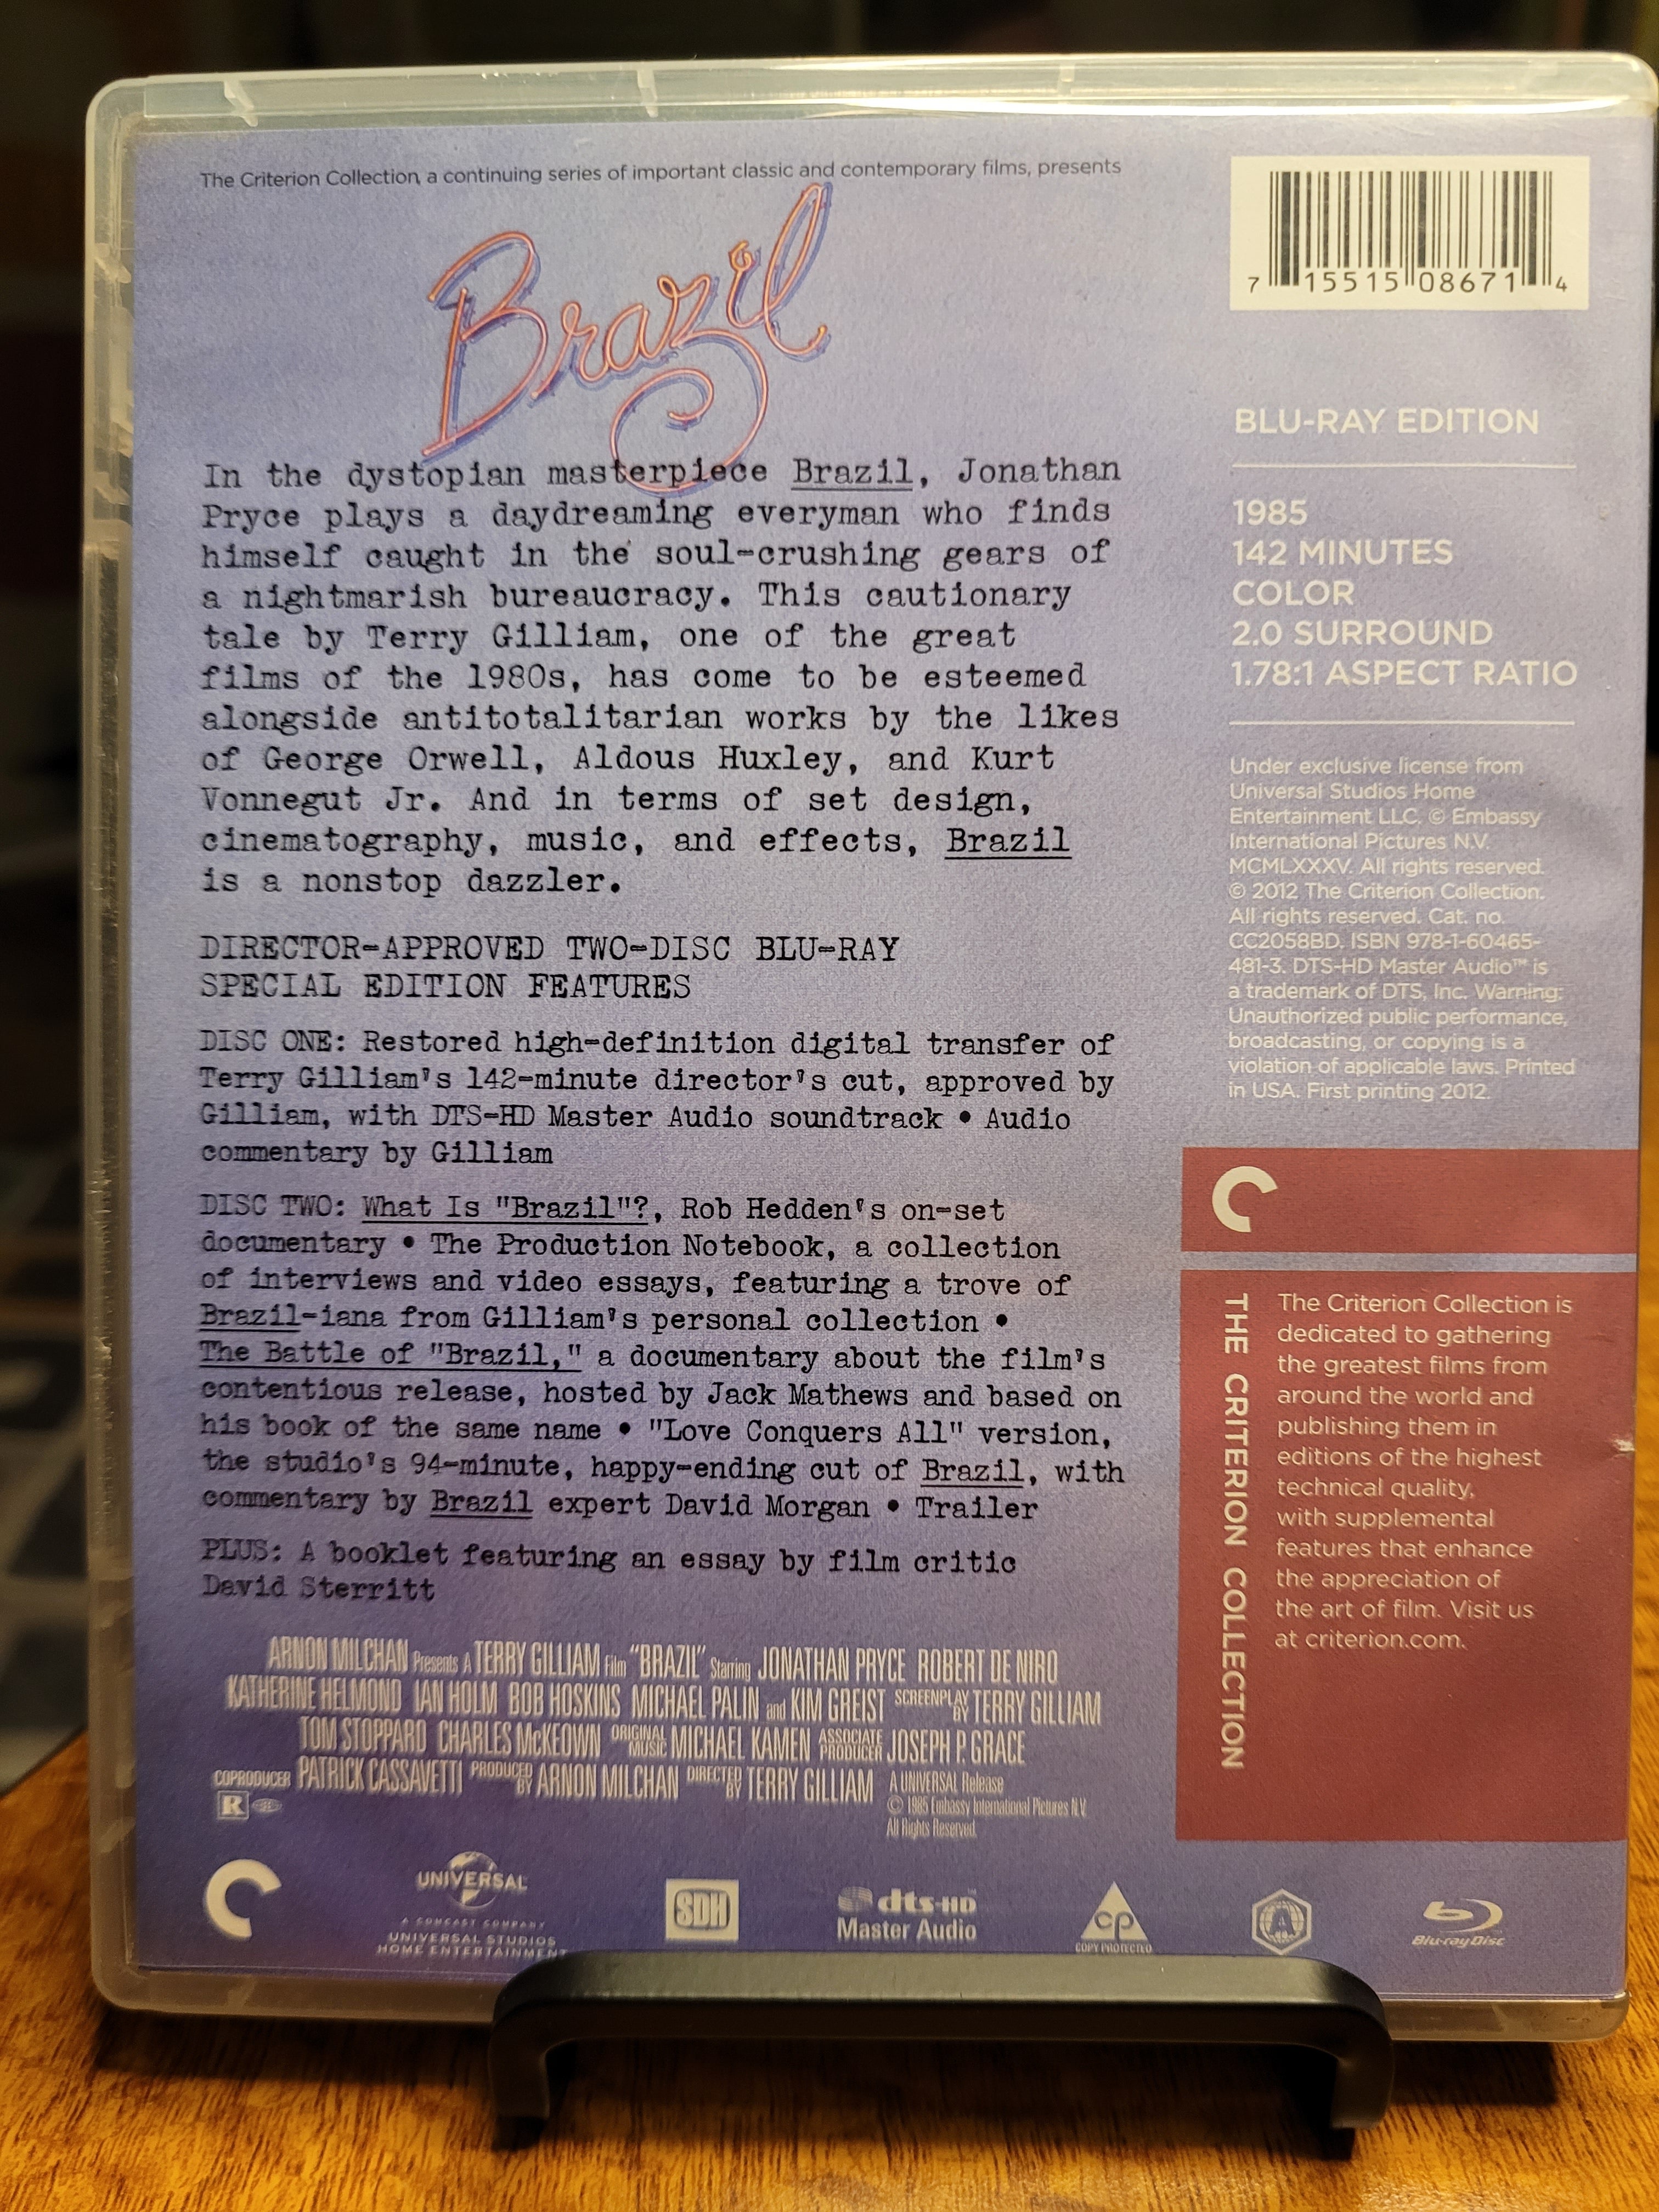 The Criterion Collection, a continuing series of important classic and contemporary films, presents
Brazil
In the dystopian masterpiece Brazil, Jonathan
Pryce plays a daydreaming everyman who finds
himself caught in the soul-crushing gears of
a nightmarish bureaucracy. This cautionary
tale by Terry Gilliam, one of the great
films of the 1980s, has come to be esteemed
alongside antitotalitarian works by the likes
of George Orwell, Aldous Huxley, and Kurt
Vonnegut Jr. And in terms of set design,
cinematography, music, and effects, Brazil
is a nonstop dazzler.
DIRECTOR-APPROVED TWO-DISC BLU-RAY
SPECIAL EDITION FEATURES
DISC ONE: Restored high-definition digital transfer of
Terry Gilliam's 142-minute director's cut, approved by
Gilliam, with DTS-HD Master Audio soundtrack • Audio
commentary by Gilliam
DISC TWO: What Is "Brazil"?, Rob Hedden's on-set
documentary • The Production Notebook, a collection
of interviews and video essays, featuring a trove of
Brazil-iana from Gilliam's personal collection •
The Battle of "Brazil," a documentary about the film's
contentious release, hosted by Jack Mathews and based on
his book of the same name • "Love Conquers All" version,
the studio's 94-minute, happy-ending cut of Brazil, with
commentary by Brazil expert David Morgan • Trailer
PLUS: A booklet featuring an essay by film critic
David Sterritt
ARNON MILCHAN Presents A TERRY GILLIAM Film "BRAZIL" Starring JONATHAN PRYCE ROBERT DE NIRO
KATHERINE HELMOND IAN HOLM BOB HOSKINS MICHAEL PALIN and KIM GREIST SCREENPLAY BY TERRY GILLIAM
TOM STOPPARD CHARLES McKEOWN ORIGINAL MUSIC MICHAEL KAMEN ASSOCIATE PRODUCER JOSEPH P. GRACE
COPRODUCER PATRICK CASSAVETTI PRODUCED BY ARNON MILCHAN DIRECTED BY TERRY GILLIAM
A UNIVERSAL Release
© 1985 Embassy International Pictures N.V.
All Rights Reserved.
R
UNIVERSAL
A COMCAST COMPANY
UNIVERSAL STUDIOS
HOME ENTERTAINMENT
SDH
dts-HD
Master Audio
CP
COPY PROTECTED
A
Blu-ray Disc
7 15515 08671 4
BLU-RAY EDITION
1985
142 MINUTES
COLOR
2.0 SURROUND
1.78:1 ASPECT RATIO
Under exclusive license from
Universal Studios Home
Entertainment LLC. © Embassy
International Pictures N.V.
MCMLXXXV. All rights reserved.
© 2012 The Criterion Collection.
All rights reserved. Cat. no.
CC2058BD. ISBN 978-1-60465-
481-3. DTS-HD Master Audio™ is
a trademark of DTS, Inc. Warning:
Unauthorized public performance,
broadcasting, or copying is a
violation of applicable laws. Printed
in USA. First printing 2012.
THE CRITERION COLLECTION
The Criterion Collection is
dedicated to gathering
the greatest films from
around the world and
publishing them in
editions of the highest
technical quality,
with supplemental
features that enhance
the appreciation of
the art of film. Visit us
at criterion.com.